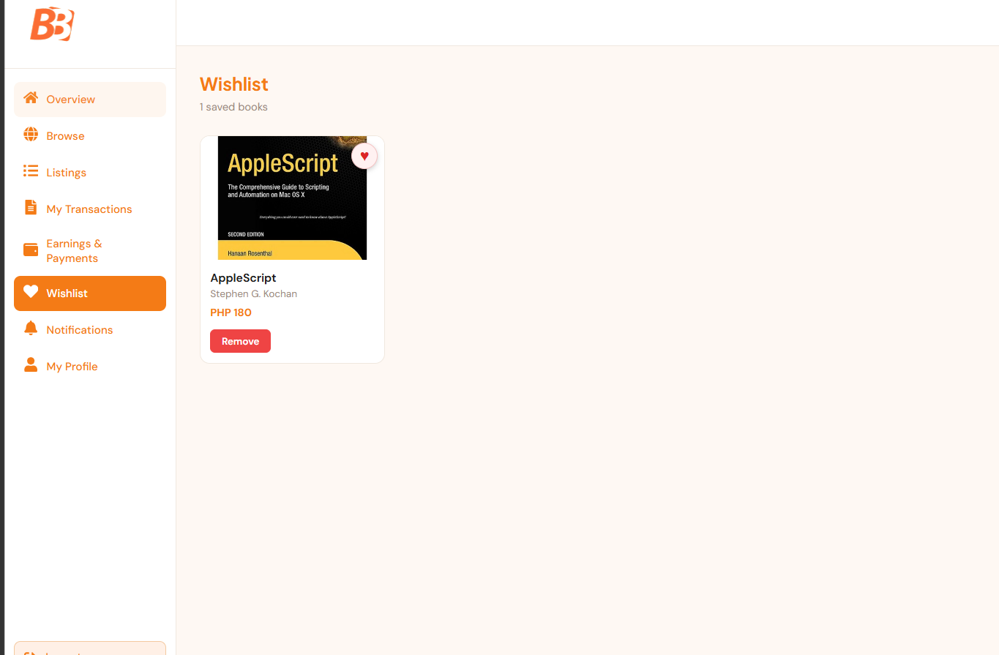 BB
Overview
Browse
Listings
My Transactions
Earnings &
Payments
Wishlist
Notifications
My Profile
Wishlist
1 saved books
AppleScript
The Comprehensive Guide to Scripting
and Automation on Mac OS X
Everything you could ever need to know about AppleScript!
SECOND EDITION
Hanaan Rosenthal
AppleScript
Stephen G. Kochan
PHP 180
Remove